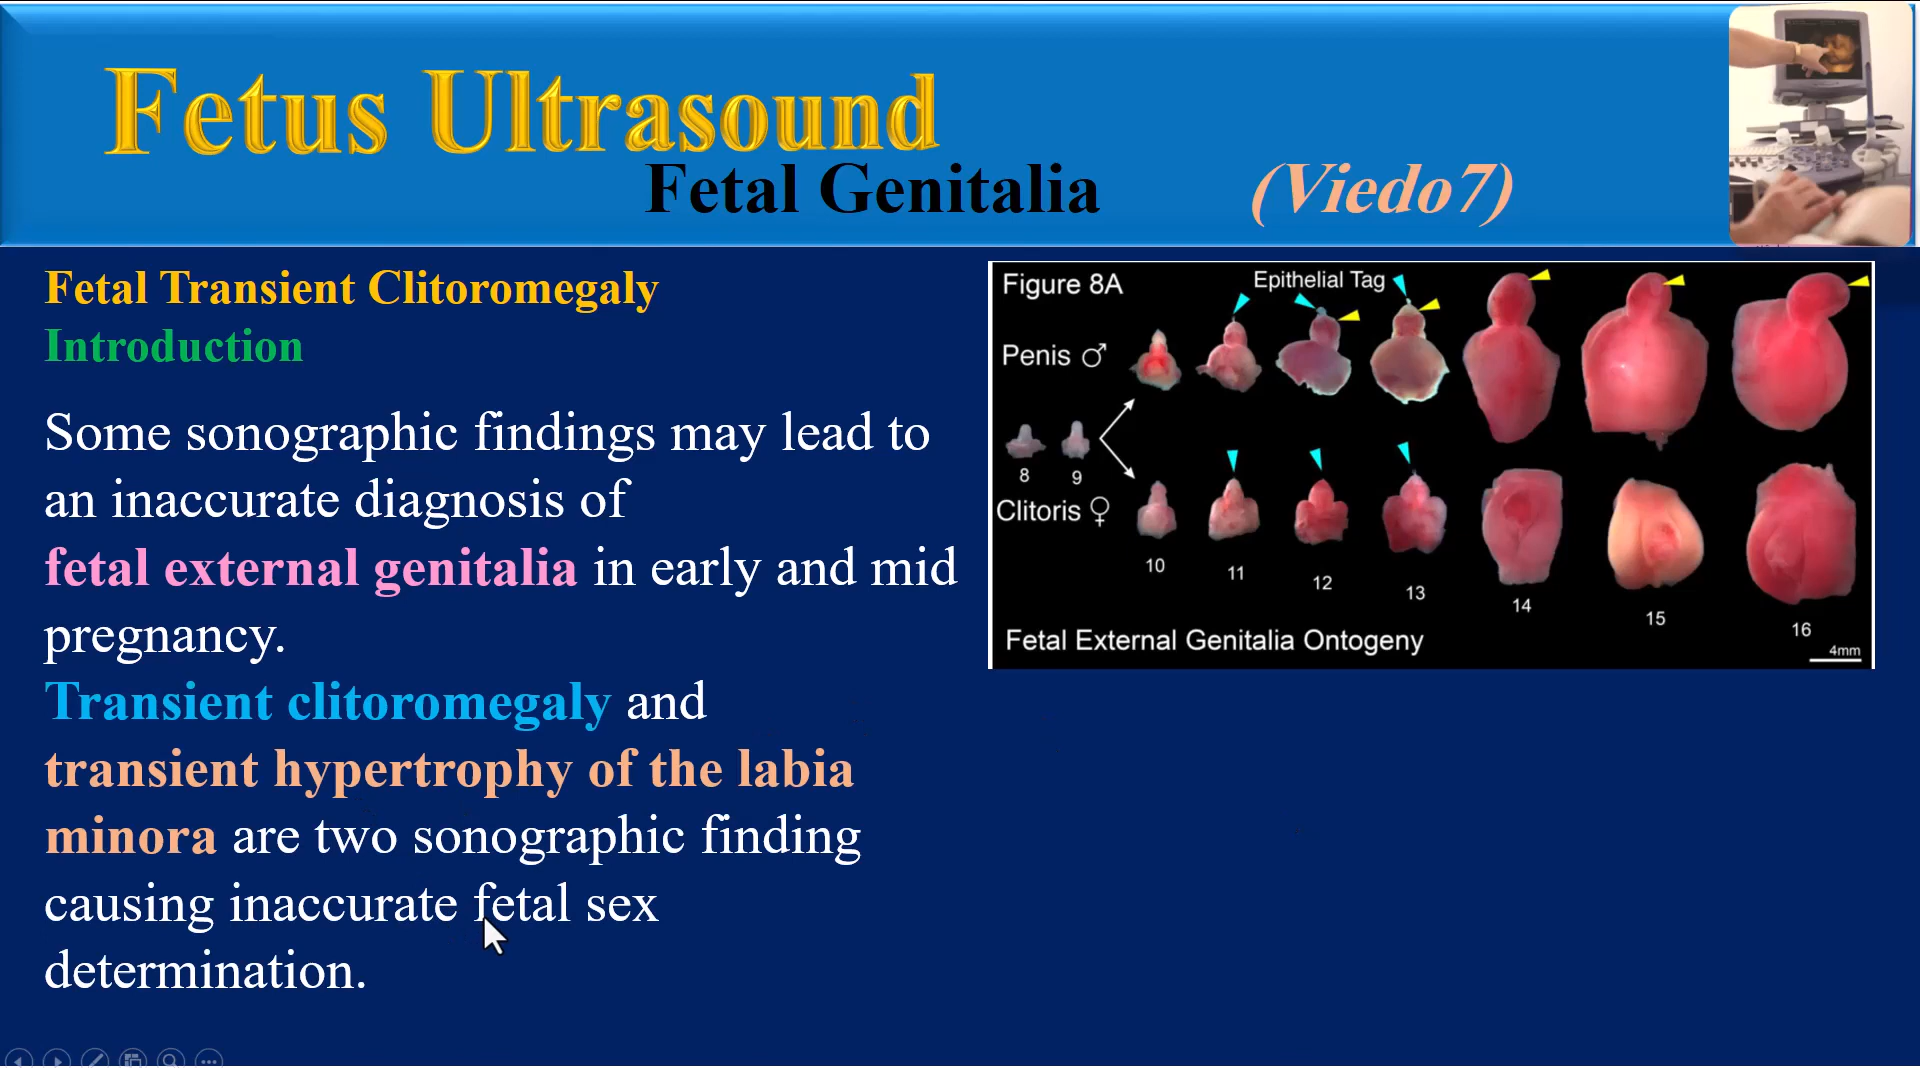 Fetus Ultrasound
Fetal Genitalia (Viedo7)
Fetal Transient Clitoromegaly
Introduction
Some sonographic findings may lead to
an inaccurate diagnosis of
fetal external genitalia in early and mid
pregnancy.
Transient clitoromegaly and
transient hypertrophy of the labia
minora are two sonographic finding
causing inaccurate fetal sex
determination.
Figure 8A
Epithelial Tag
Penis ♂
8 9
Clitoris ♀
10 11 12 13 14 15 16
Fetal External Genitalia Ontogeny
4mm